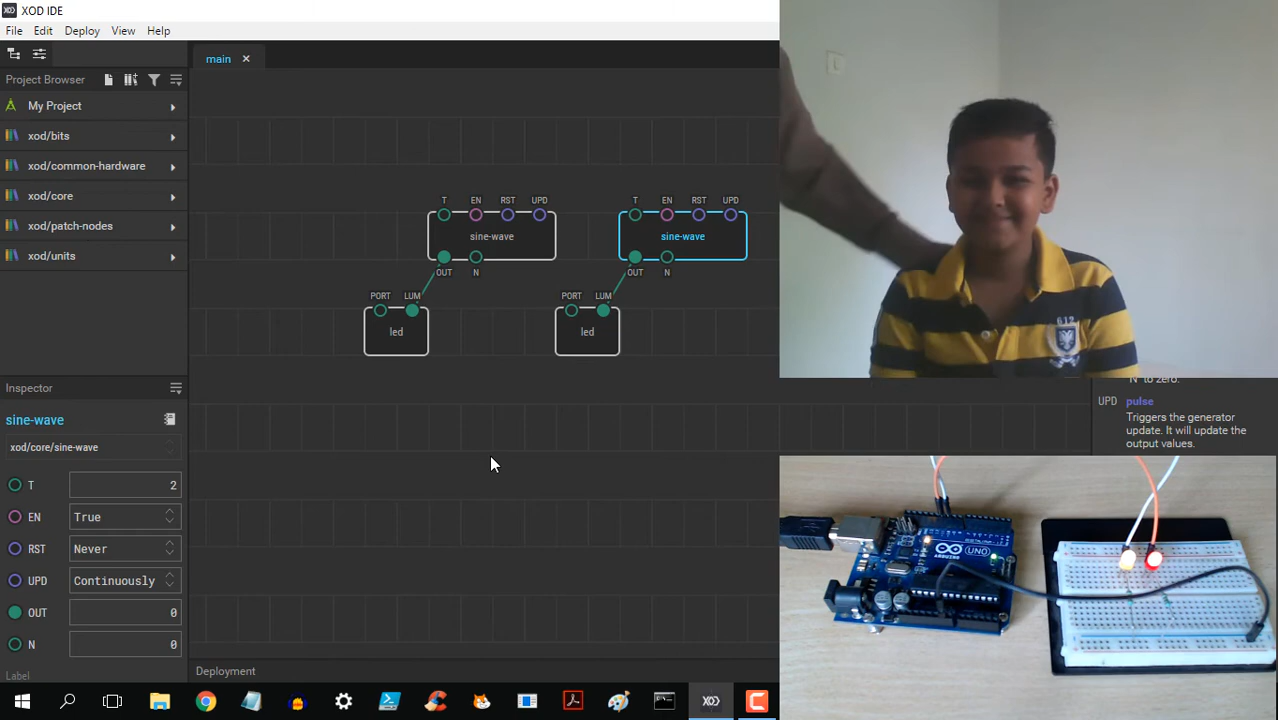 XOD IDE
File Edit Deploy View Help
main
Project Browser
My Project
xod/bits
xod/common-hardware
xod/core
xod/patch-nodes
xod/units
T EN RST UPD
sine-wave
OUT N
T EN RST UPD
sine-wave
OUT N
PORT LUM
led
PORT LUM
led
Inspector
sine-wave
xod/core/sine-wave
T 2
EN True
RST Never
UPD Continuously
OUT 0
N 0
Label
Deployment
'N' to zero.
UPD pulse
Triggers the generator
update. It will update the
output values.
612
UNO
XOD